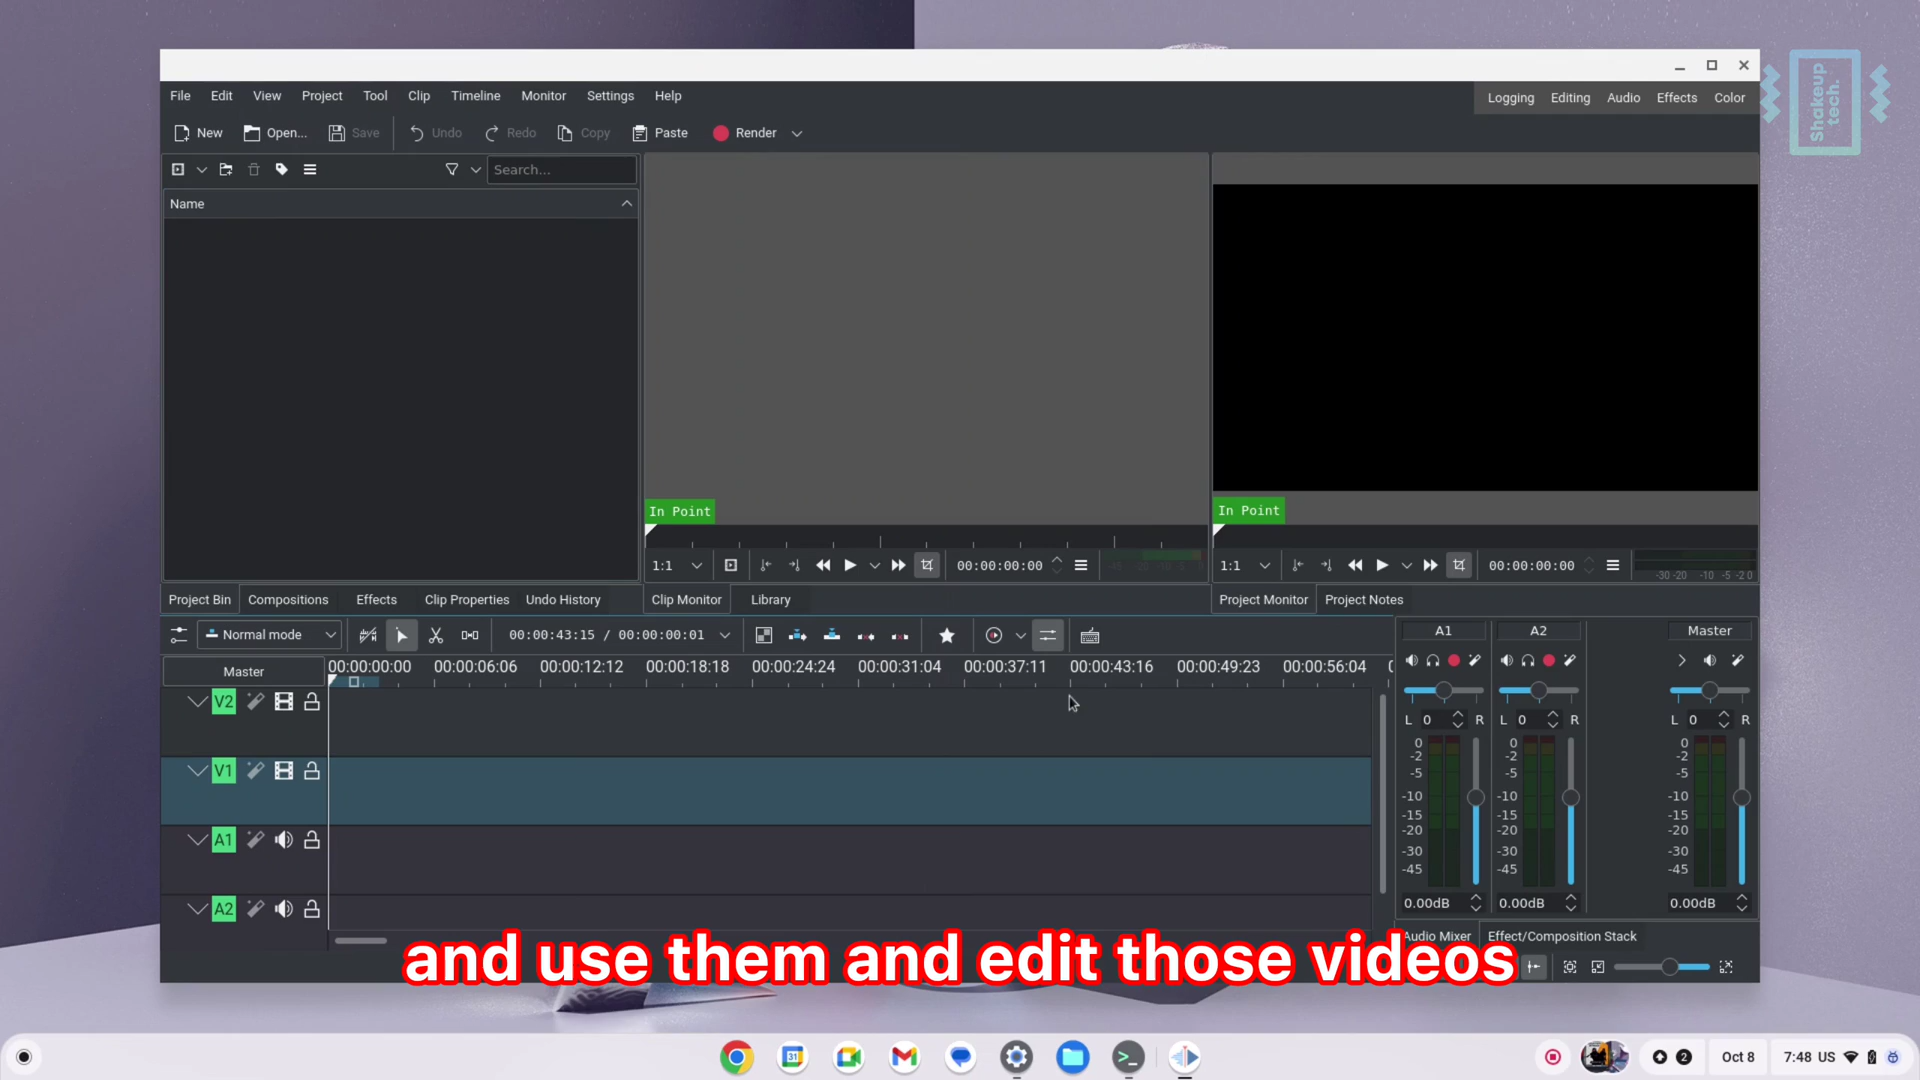 File Edit View Project Tool Clip Timeline Monitor Settings Help
Logging Editing Audio Effects Color
Shakeup
tech.
New Open... Save Undo Redo Copy Paste Render
Search...
Name
In Point
In Point
1:1 00:00:00:00 -45 -20 -10 -5 0
1:1 00:00:00:00 -30 -20 -10 -5 -2 0
Project Bin Compositions Effects Clip Properties Undo History Clip Monitor Library Project Monitor Project Notes
Normal mode 00:00:43:15 / 00:00:00:01
A1 A2 Master
Master 00:00:00:00 00:00:06:06 00:00:12:12 00:00:18:18 00:00:24:24 00:00:31:04 00:00:37:11 00:00:43:16 00:00:49:23 00:00:56:04
V2
L 0 R L 0 R L 0 R
V1
0 0 0
-2 -2 -2
-5 -5 -5
-10 -10 -10
-15 -15 -15
-20 -20 -20
A1
-30 -30 -30
-45 -45 -45
A2
0.00dB 0.00dB 0.00dB
Audio Mixer Effect/Composition Stack
and use them and edit those videos
31
2 Oct 8 7:48 US